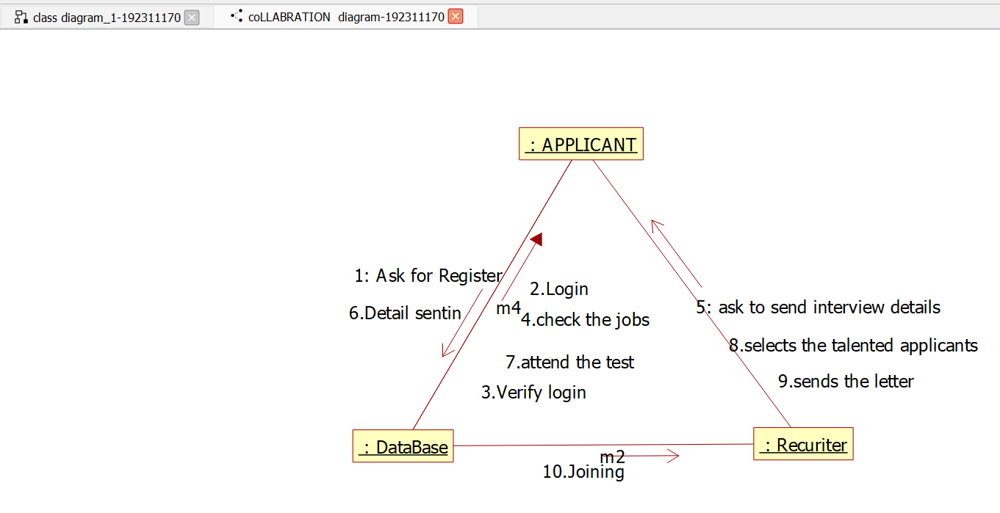 class diagram_1-192311170
coLLABRATION diagram-192311170
: APPLICANT
1: Ask for Register
6.Detail sentin
m4
2.Login
4.check the jobs
7.attend the test
3.Verify login
5: ask to send interview details
8.selects the talented applicants
9.sends the letter
: DataBase
: Recuriter
m2
10.Joining